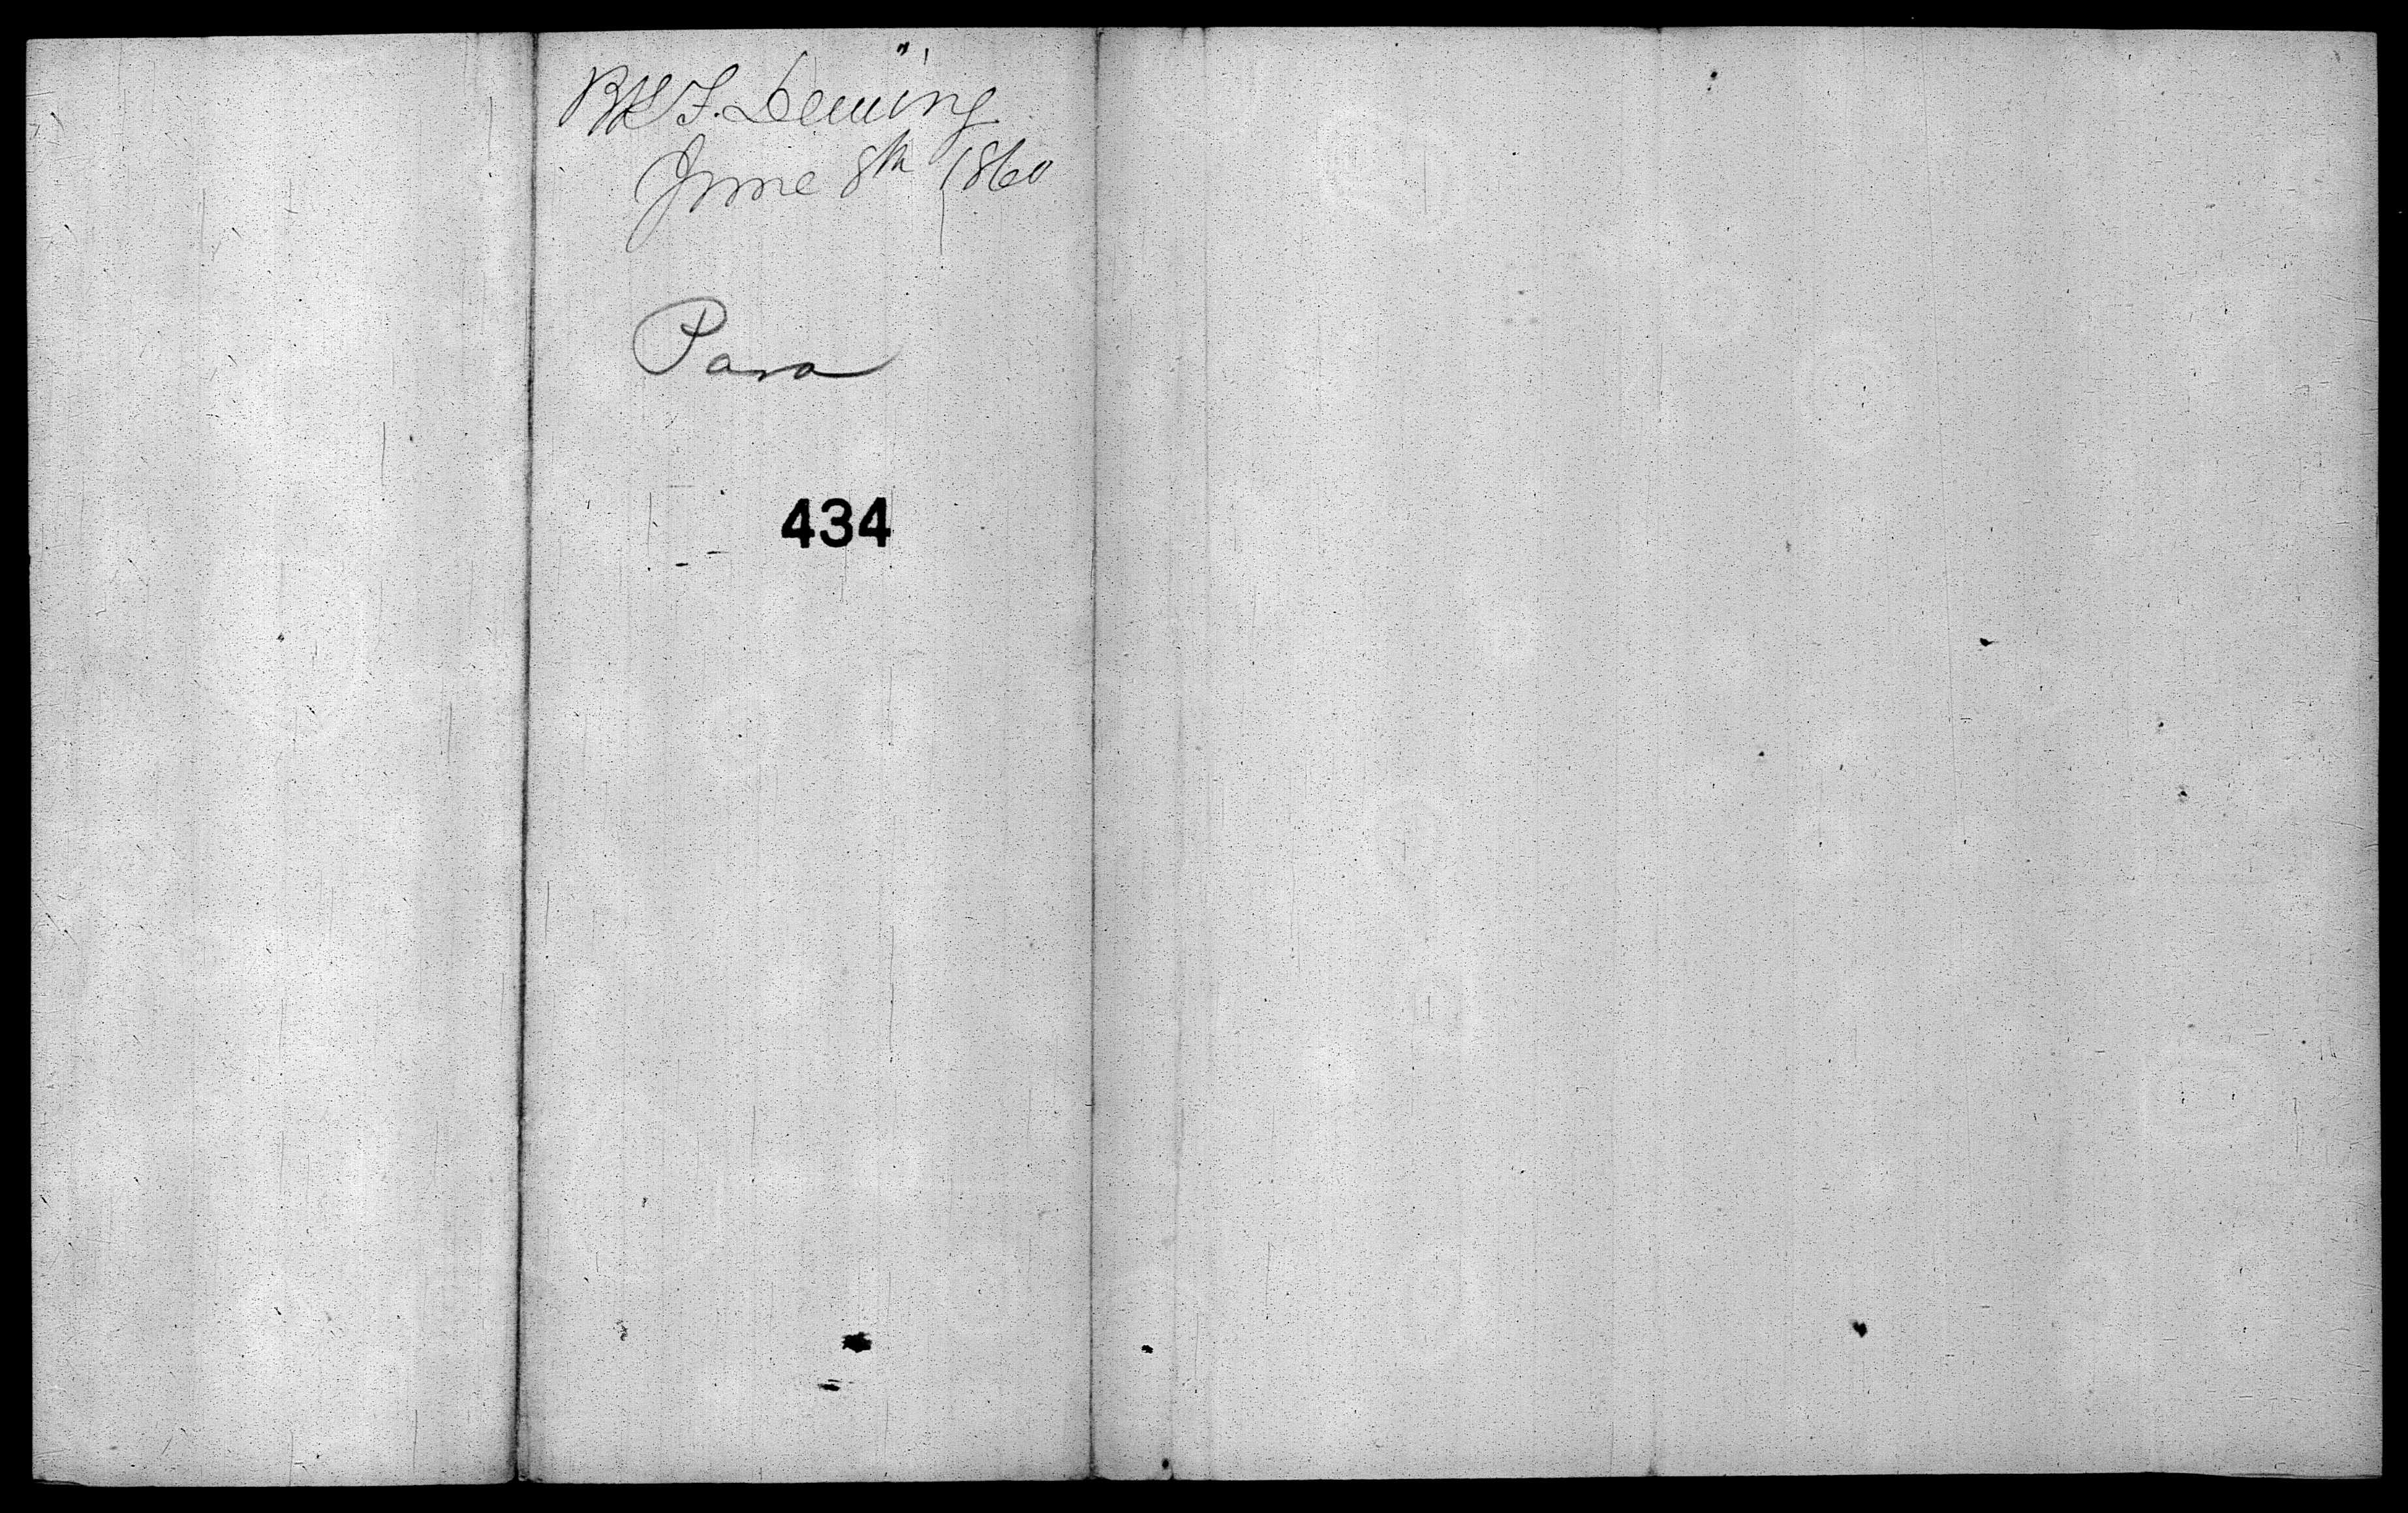 B. F. Deming
June 8th 1860
Para
434